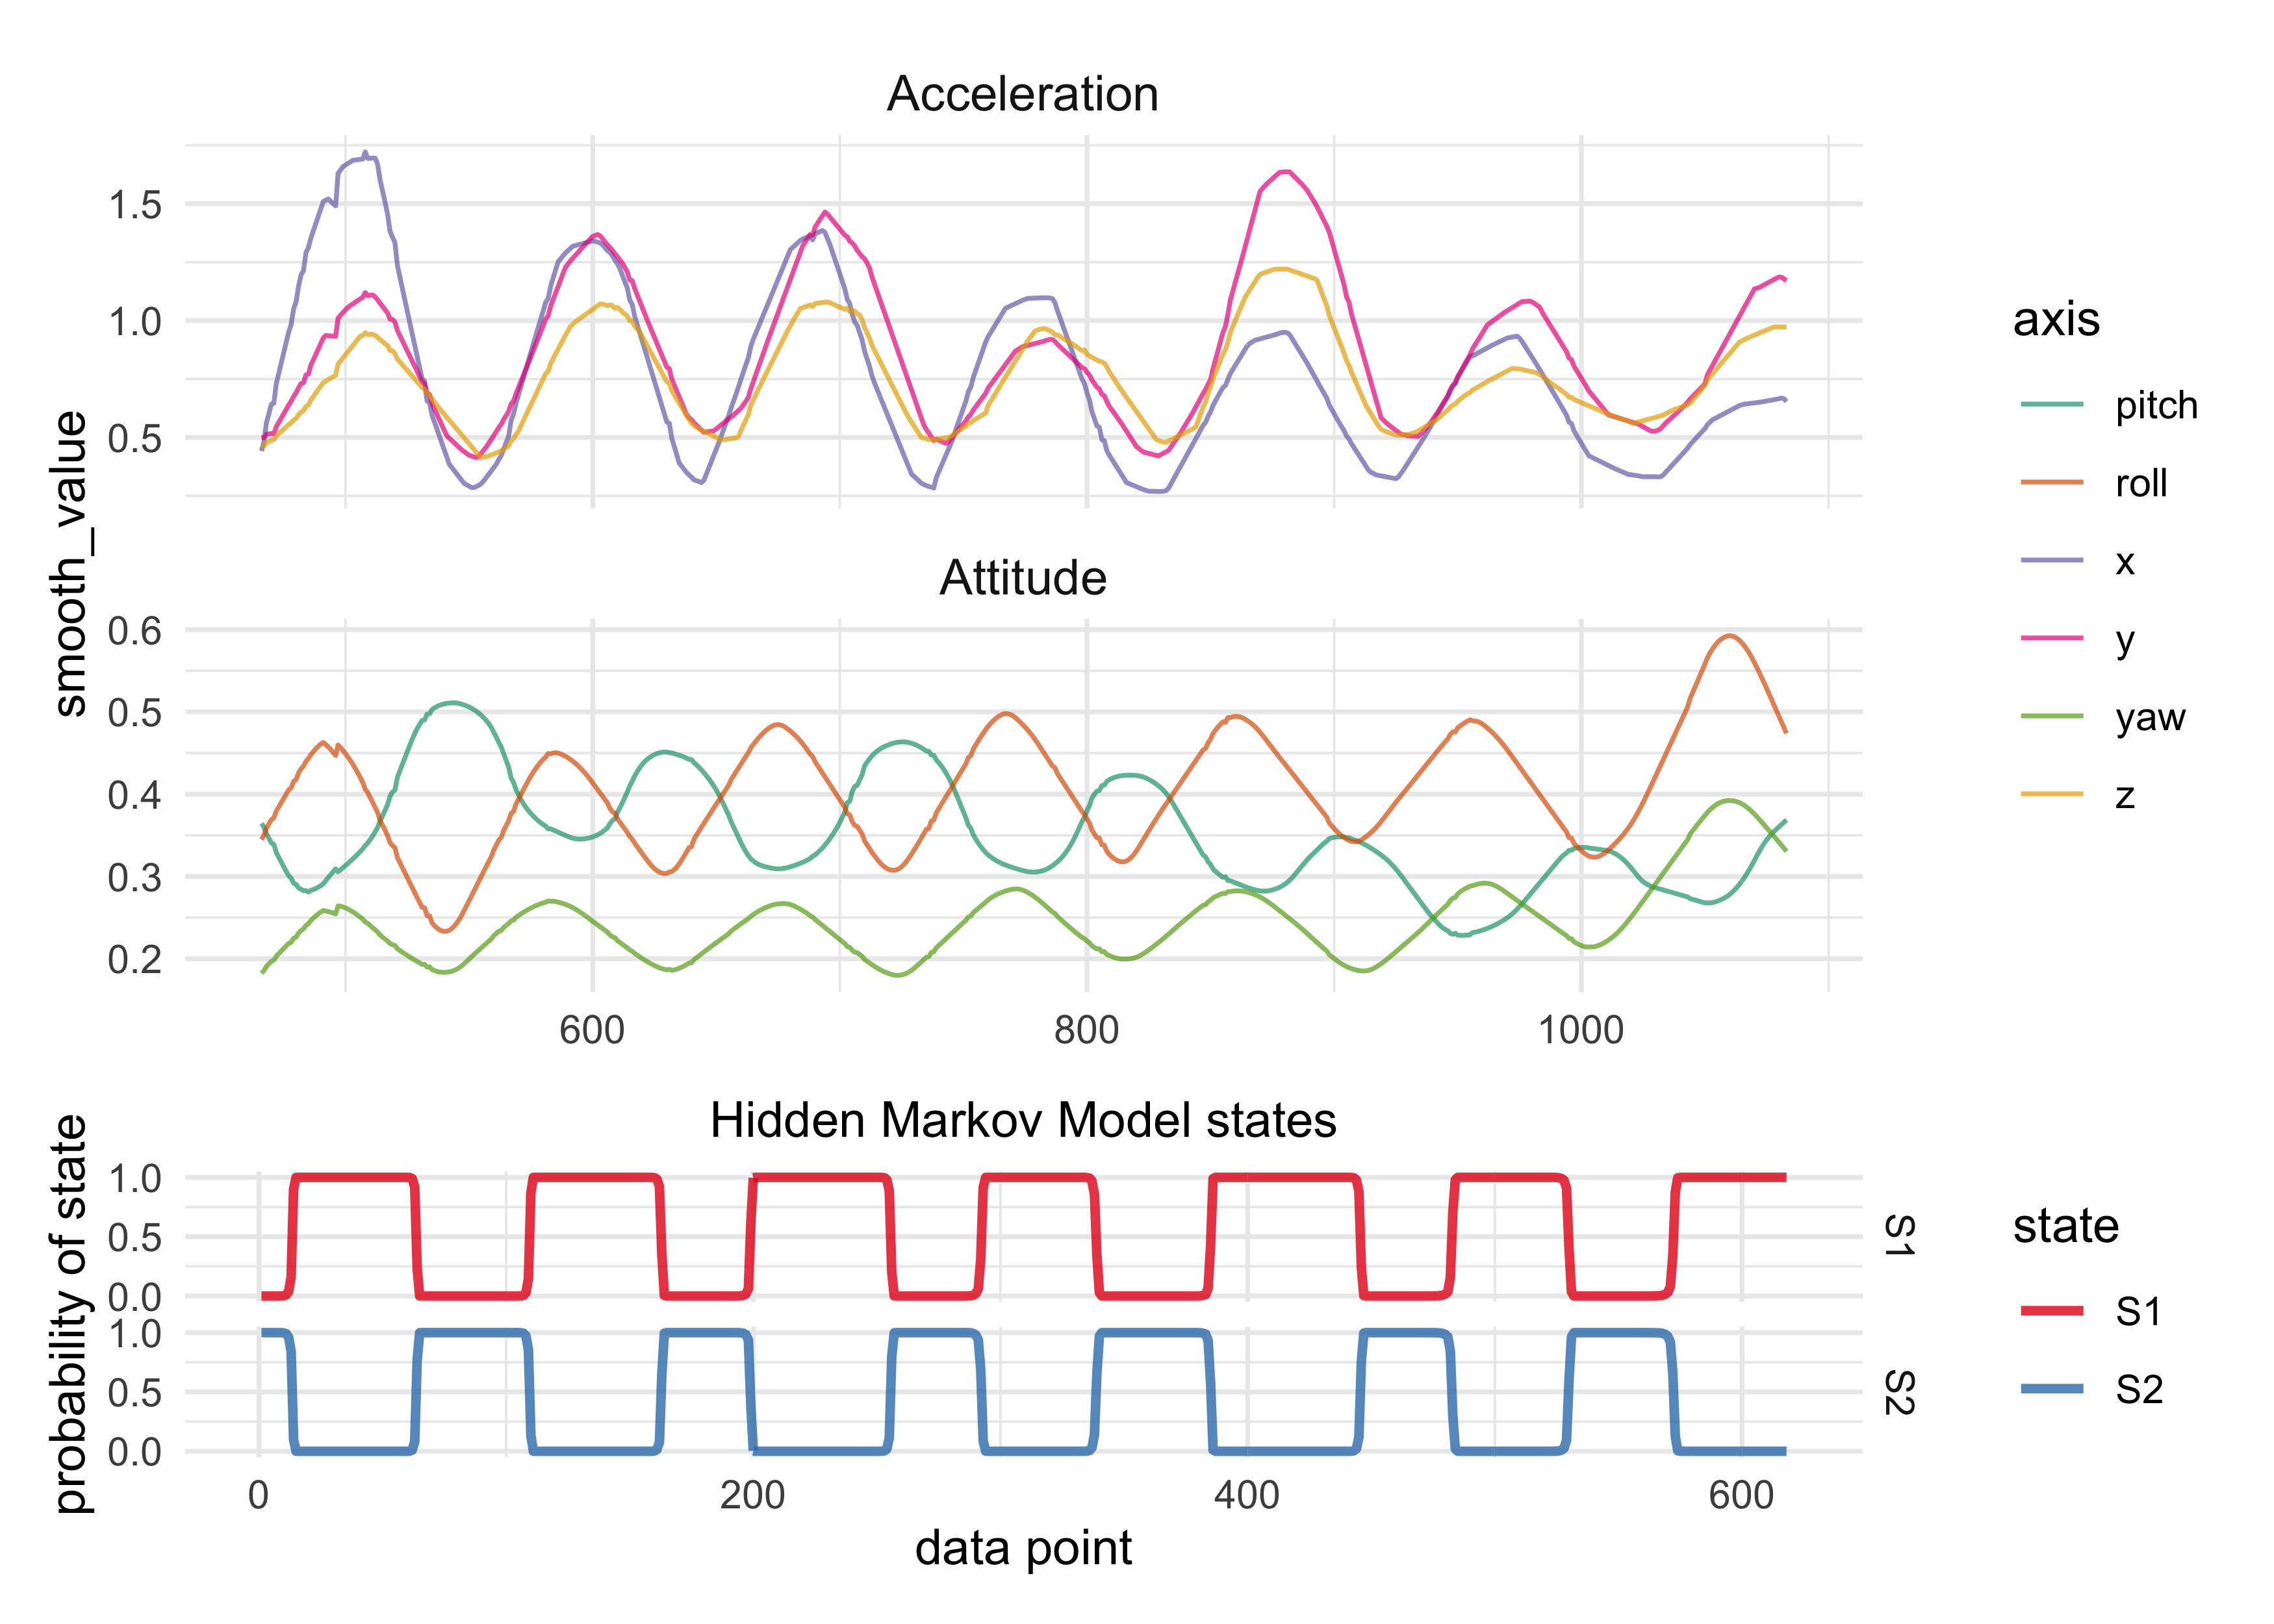 Acceleration
1.5
1.0
0.5
smooth_value
Attitude
0.6
0.5
0.4
0.3
0.2
600
800
1000
axis
pitch
roll
x
y
yaw
z
Hidden Markov Model states
probability of state
1.0
0.5
0.0
S1
1.0
0.5
0.0
S2
0
200
400
600
data point
state
S1
S2